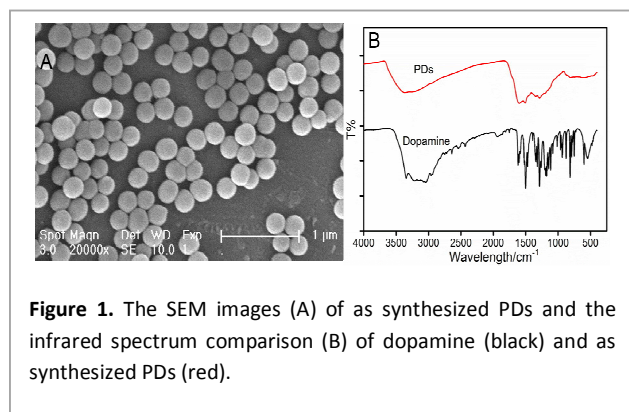 A
Spot Magn Det WD Exp
3.0 20000x SE 10.0 1
1 μm
B
PDs
Dopamine
T%
4000 3500 3000 2500 2000 1500 1000 500
Wavelength/cm-1
Figure 1. The SEM images (A) of as synthesized PDs and the
infrared spectrum comparison (B) of dopamine (black) and as
synthesized PDs (red).